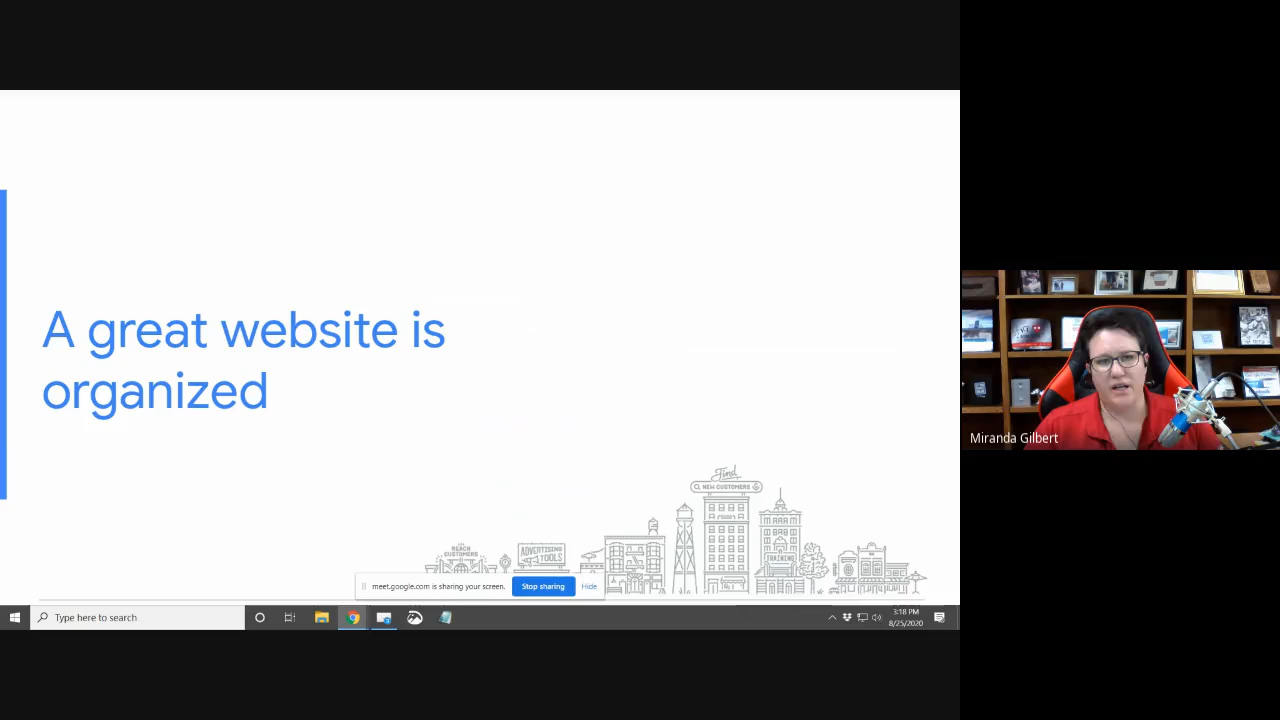 A great website is
organized
Find
NEW CUSTOMERS
REACH
CUSTOMERS
ADVERTISING
TOOLS
TRAINING
meet.google.com is sharing your screen.
Stop sharing
Hide
Type here to search
3:18 PM
8/25/2020
Miranda Gilbert